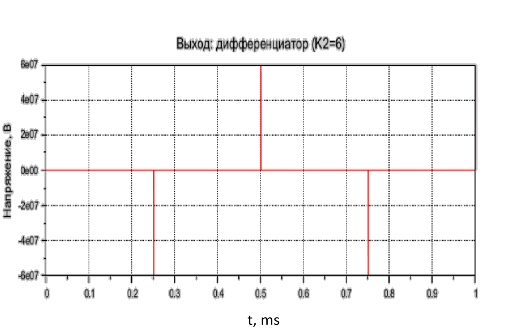 Выход: дифференциатор (K2=6)
Напряжение, В
6e07
4e07
2e07
0e00
-2e07
-4e07
-6e07
0 0.1 0.2 0.3 0.4 0.5 0.6 0.7 0.8 0.9 1
t, ms